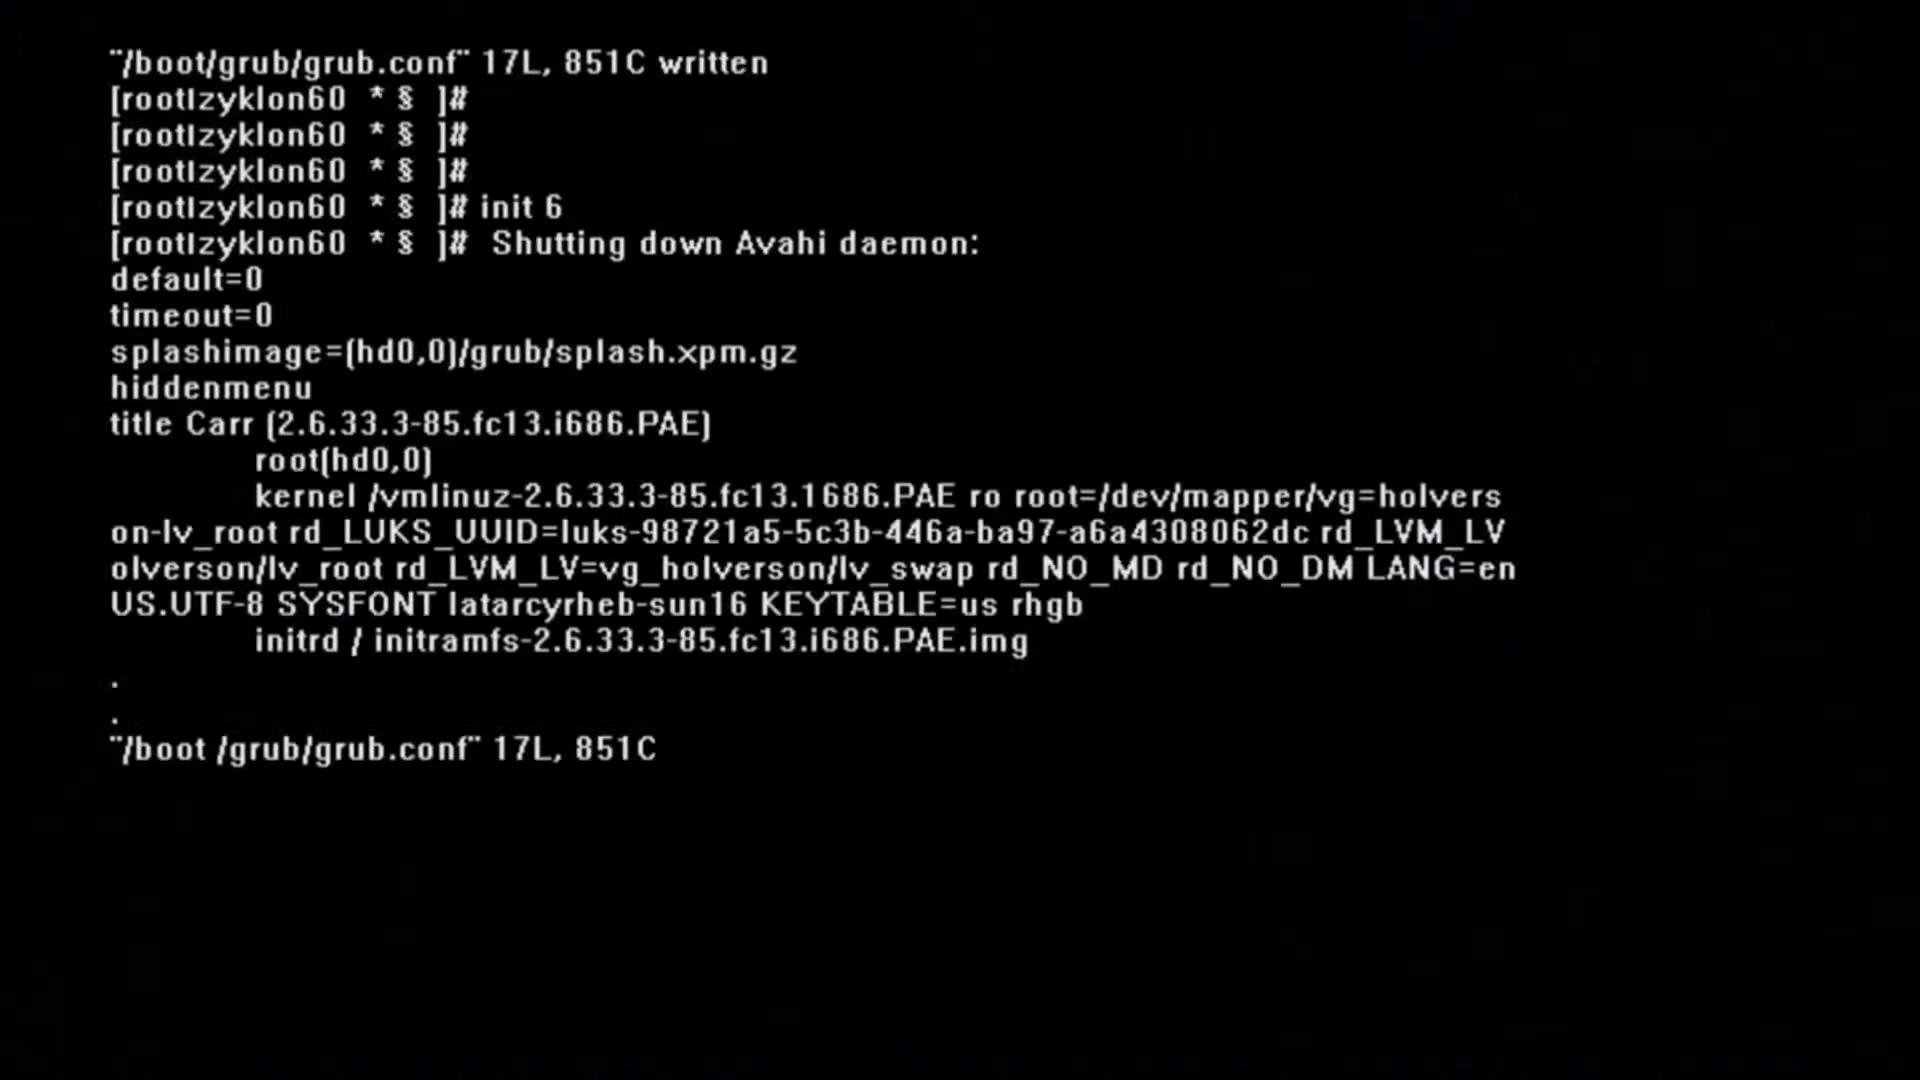 "/boot/grub/grub.conf" 17L, 851C written
[rootIzyklon60 * § ]#
[rootIzyklon60 * § ]#
[rootIzyklon60 * § ]#
[rootIzyklon60 * § ]# init 6
[rootIzyklon60 * § ]# Shutting down Avahi daemon:
default=0
timeout=0
splashimage=(hd0,0)/grub/splash.xpm.gz
hiddenmenu
title Carr (2.6.33.3-85.fc13.i686.PAE)
root(hd0,0)
kernel /vmlinuz-2.6.33.3-85.fc13.1686.PAE ro root=/dev/mapper/vg=holvers
on-lv_root rd_LUKS_UUID=luks-98721a5-5c3b-446a-ba97-a6a4308062dc rd_LVM_LV
olverson/lv_root rd_LVM_LV=vg_holverson/lv_swap rd_NO_MD rd_NO_DM LANG=en
US.UTF-8 SYSFONT latarcyrheb-sun16 KEYTABLE=us rhgb
initrd / initramfs-2.6.33.3-85.fc13.i686.PAE.img
.
.
"/boot /grub/grub.conf" 17L, 851C